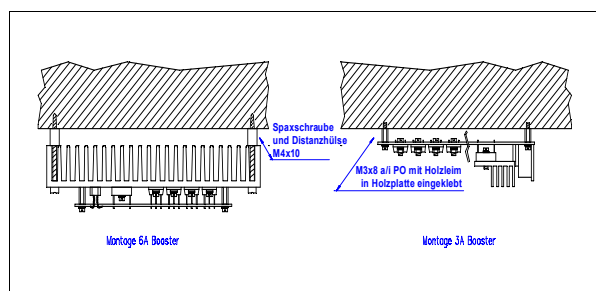 Spaxschraube
und Distanzhülse
M4x10
M3x8 a/i PO mit Holzleim
in Holzplatte eingeklebt
Montage 6A Booster
Montage 3A Booster